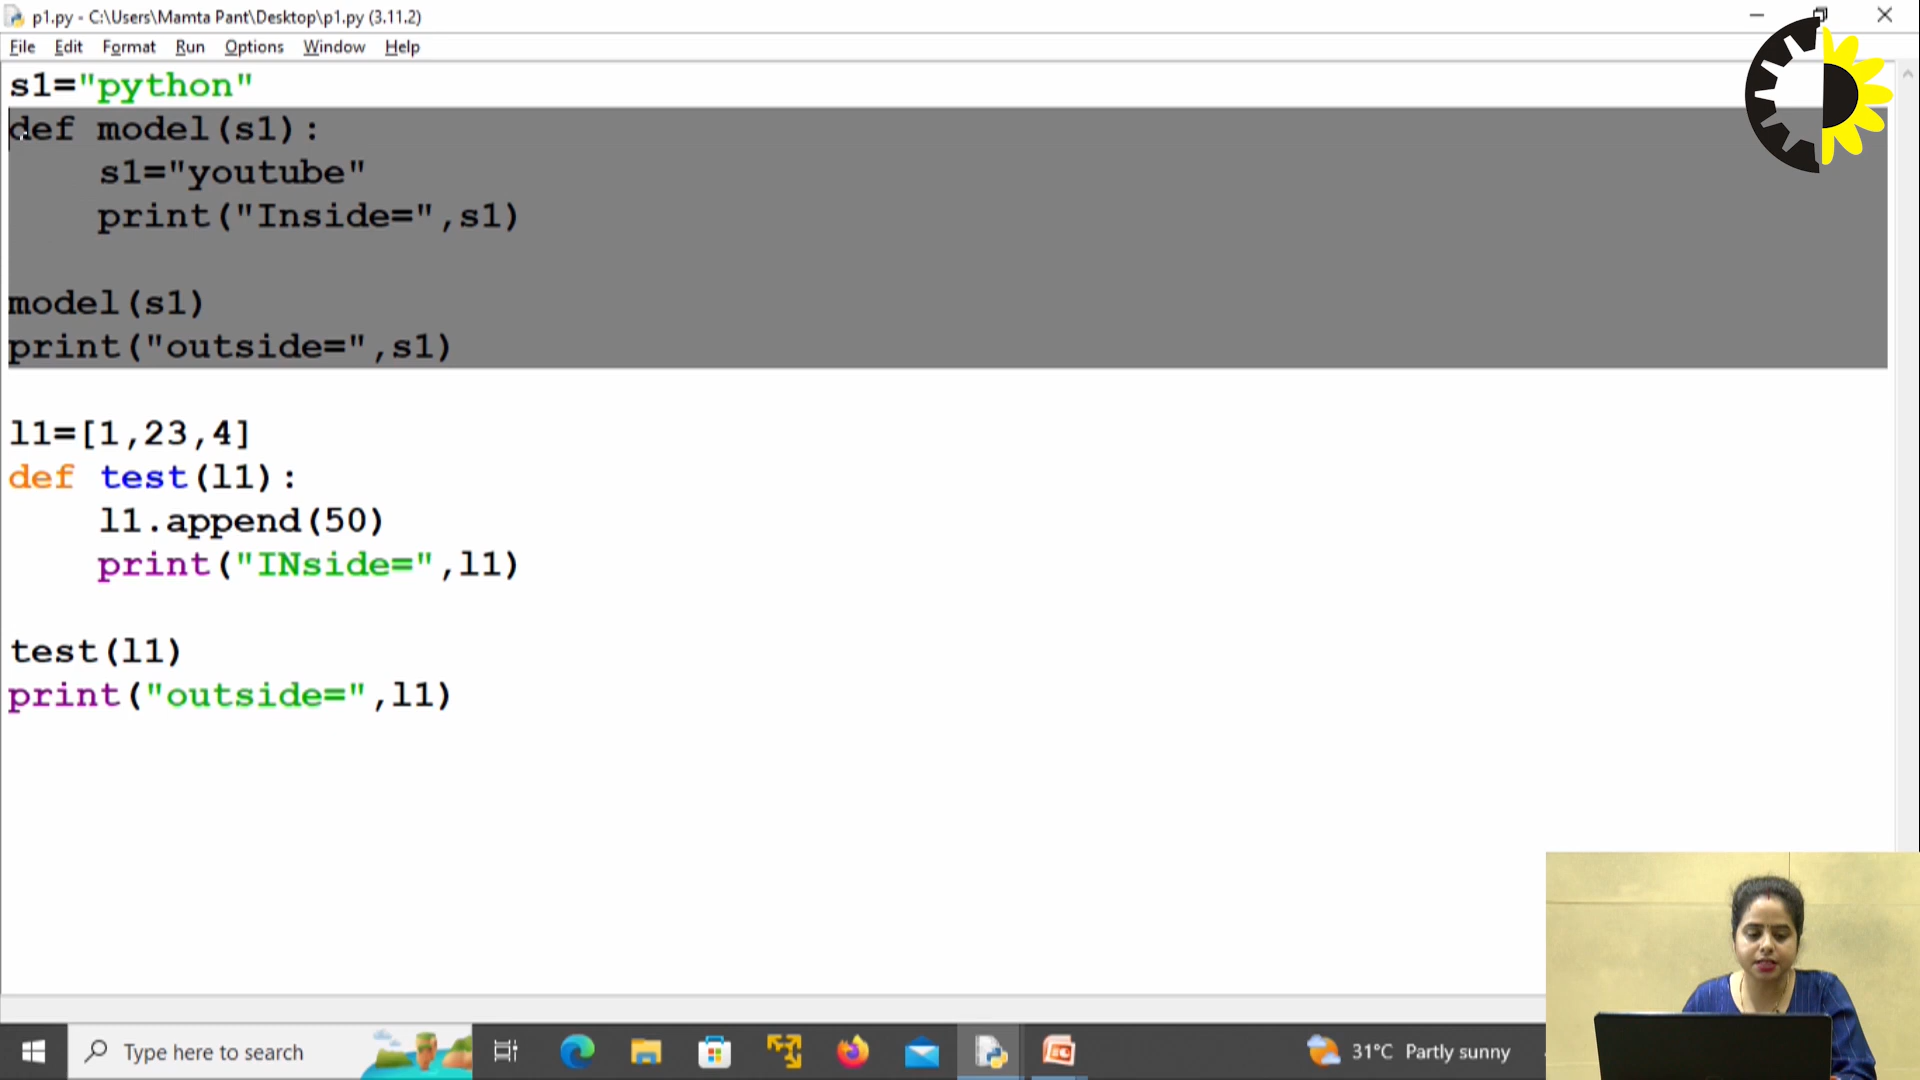 p1.py - C:\Users\Mamta Pant\Desktop\p1.py (3.11.2)
File Edit Format Run Options Window Help
s1="python"
def model(s1):
    s1="youtube"
    print("Inside=",s1)
model(s1)
print("outside=",s1)
l1=[1,23,4]
def test(l1):
    l1.append(50)
    print("INside=",l1)
test(l1)
print("outside=",l1)
Type here to search
31°C Partly sunny